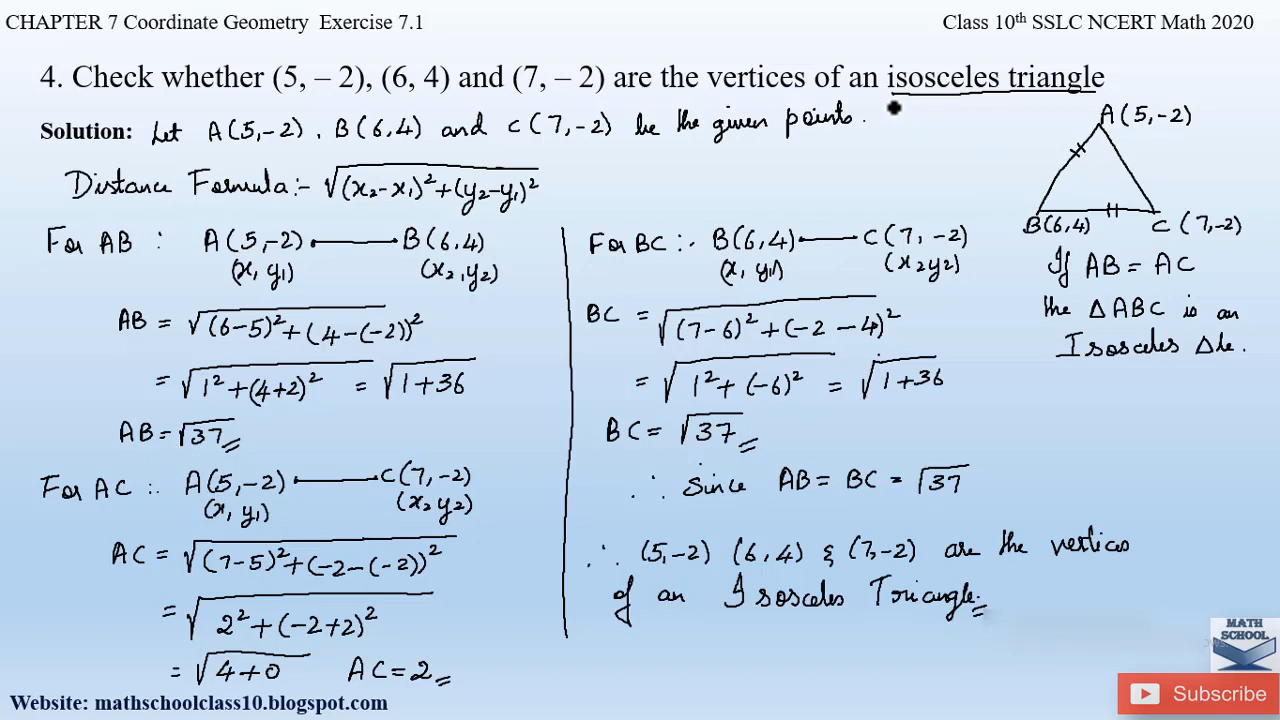 CHAPTER 7 Coordinate Geometry Exercise 7.1
Class 10th SSLC NCERT Math 2020
4. Check whether (5, – 2), (6, 4) and (7, – 2) are the vertices of an isosceles triangle
Solution: Let A(5,-2), B(6,4) and C(7,-2) be the given points.
Distance Formula:- √(x₂-x₁)²+(y₂-y₁)²
For AB : A(5,-2) B(6,4)
(x, y₁) (x₂,y₂)
AB = √(6-5)²+(4-(-2))²
= √1²+(4+2)² = √1+36
AB=√37
For AC :. A(5,-2) C(7,-2)
(x, y₁) (x₂ y₂)
AC = √(7-5)²+(-2-(-2))²
= √2²+(-2+2)²
= √4+0 AC=2
For BC :. B(6,4) C(7,-2)
(x, y₁) (x₂y₂)
BC = √(7-6)²+(-2-4)²
= √1²+(-6)² = √1+36
BC= √37
∴ Since AB= BC = √37
∴ (5,-2) (6,4) & (7,-2) are the vertices
of an Isosceles Triangle.
A(5,-2)
B(6,4) C (7,-2)
If AB = AC
the ΔABC is an
Isosceles Δle.
MATH
SCHOOL
Subscribe
Website: mathschoolclass10.blogspot.com